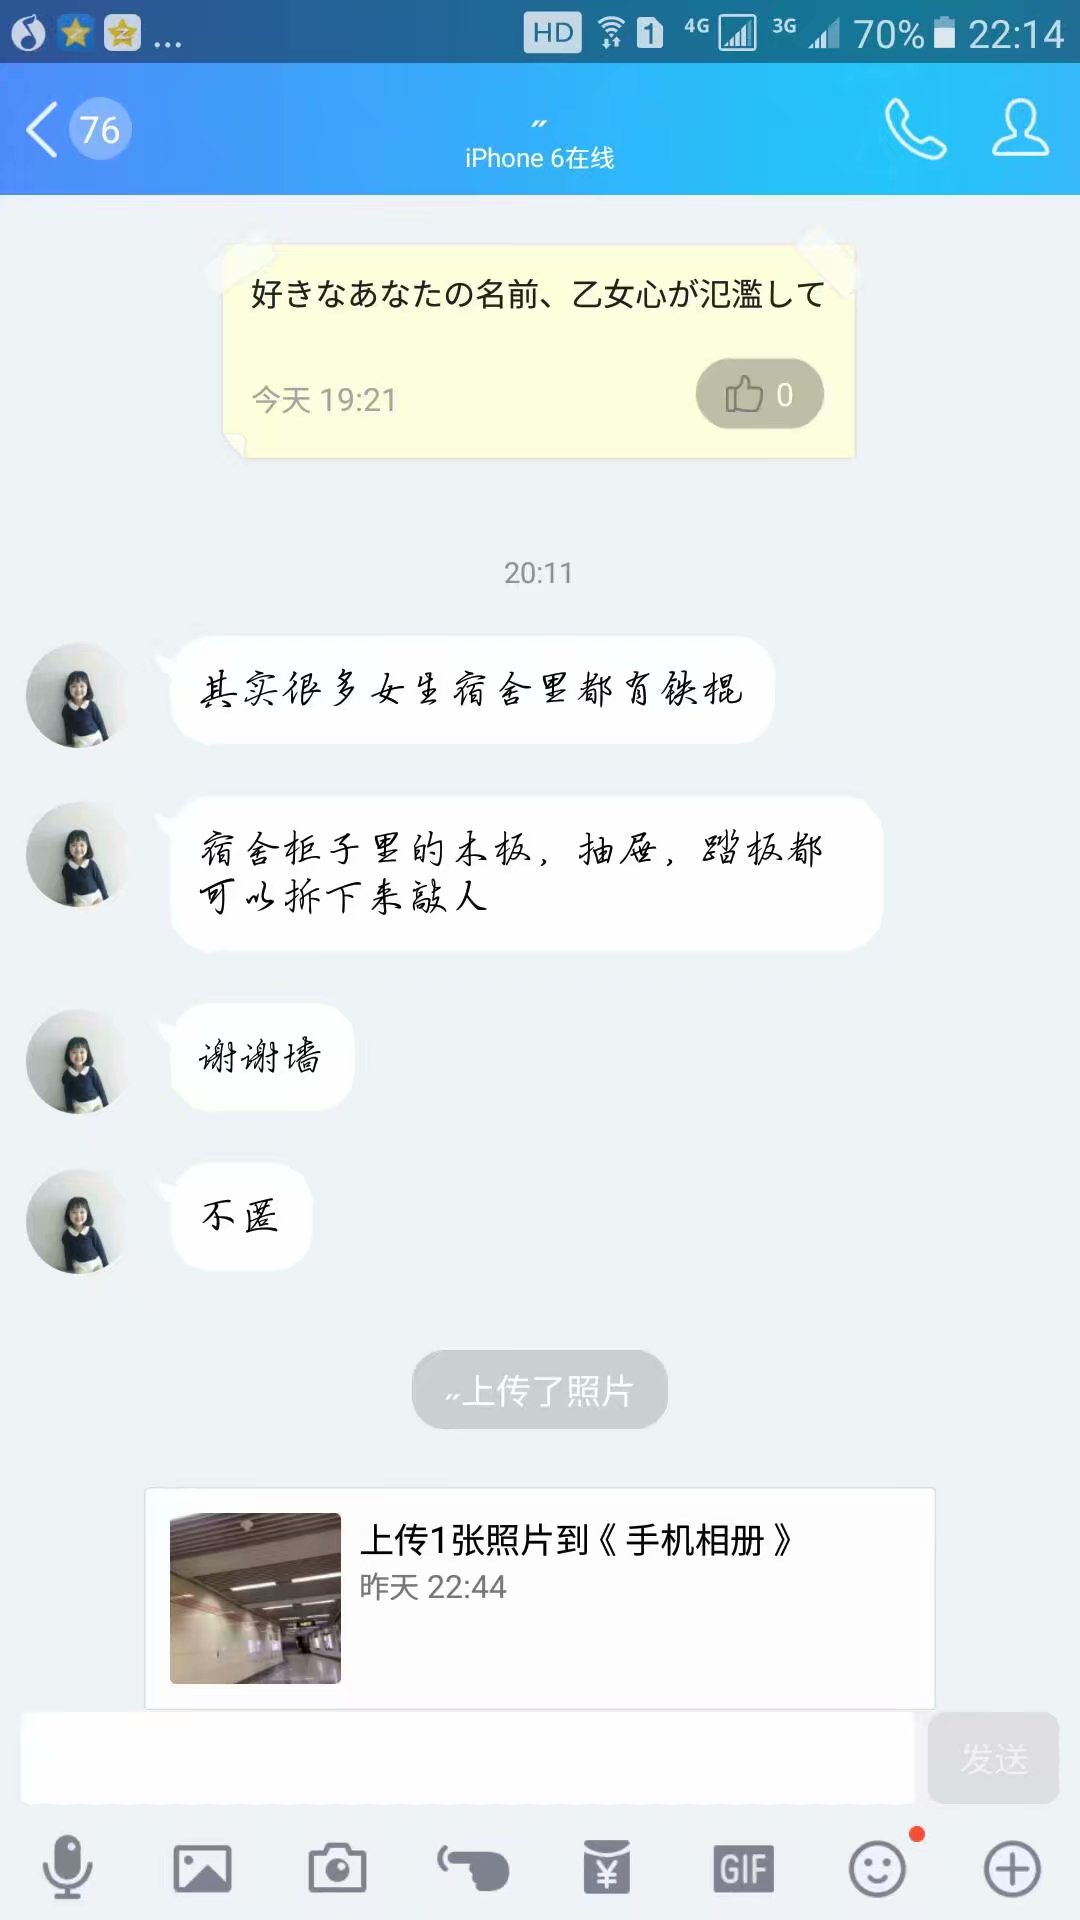 HD 1 4G 3G 70% 22:14
76
〃
iPhone 6在线
好きなあなたの名前、乙女心が氾濫して
今天 19:21
0
20:11
其实很多女生宿舍里都有铁棍
宿舍柜子里的木板，抽屉，踏板都
可以拆下来敲人
谢谢墙
不匿
〃上传了照片
上传1张照片到《手机相册》
昨天 22:44
发送
GIF